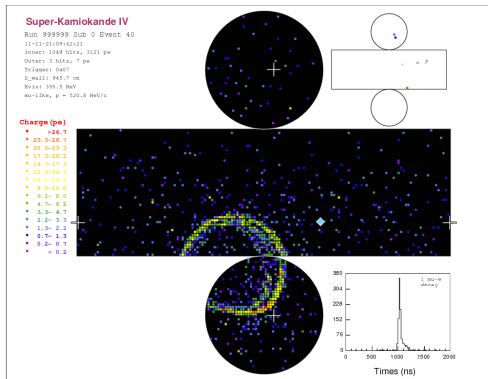 Super-Kamiokande IV
Run 999999 Sub 0 Event 40
11-11-21:09:42:21
Inner: 1049 hits, 3121 pe
Outer: 3 hits, 7 pe
Trigger: 0x07
D_wall: 945.7 cm
mu-like, p = 520.8 MeV/c
Charge(pe)
>26.7
23.3-26.7
20.2-23.3
17.3-20.2
14.7-17.3
12.2-14.7
10.0-12.2
8.0-10.0
6.2- 8.0
4.7- 6.2
3.3- 4.7
2.2- 3.3
1.3- 2.2
0.7- 1.3
0.2- 0.7
< 0.2
1 mu-e
decay
380
304
228
152
76
0
0 500 1000 1500 2000
Times (ns)